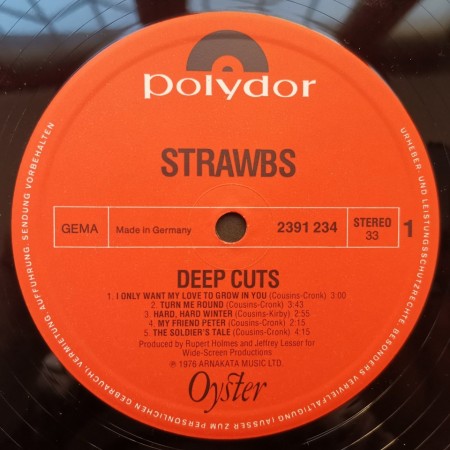 polydor
STRAWBS
GEMA
Made in Germany
2391 234
STEREO
33
1
DEEP CUTS
1. I ONLY WANT MY LOVE TO GROW IN YOU (Cousins-Cronk) 3:00
2. TURN ME ROUND (Cousins-Cronk) 3:43
3. HARD, HARD WINTER (Cousins-Kirby) 2:55
4. MY FRIEND PETER (Cousins-Cronk) 2:15
5. THE SOLDIER'S TALE (Cousins-Cronk) 4:15
Produced by Rupert Holmes and Jeffrey Lesser for
Wide-Screen Productions
℗ 1976 ARNAKATA MUSIC LTD.
Oyster
URHEBER- UND LEISTUNGSSCHUTZRECHTE BESONDERS VERVIELFÄLTIGUNG (AUSSER ZUM PERSÖNLICHEN GEBRAUCH), VERMIETUNG, AUFFÜHRUNG, SENDUNG VORBEHALTEN